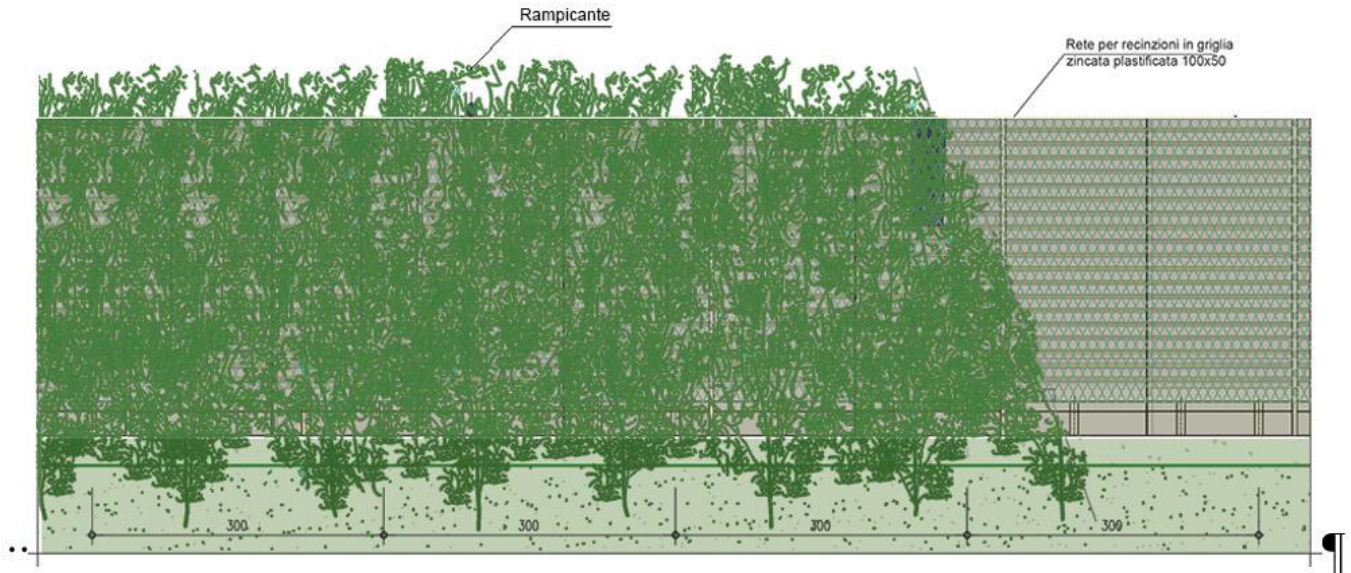 Rampicante
Rete per recinzioni in griglia
zincata plastificata 100x50
300 300 300 300
¶